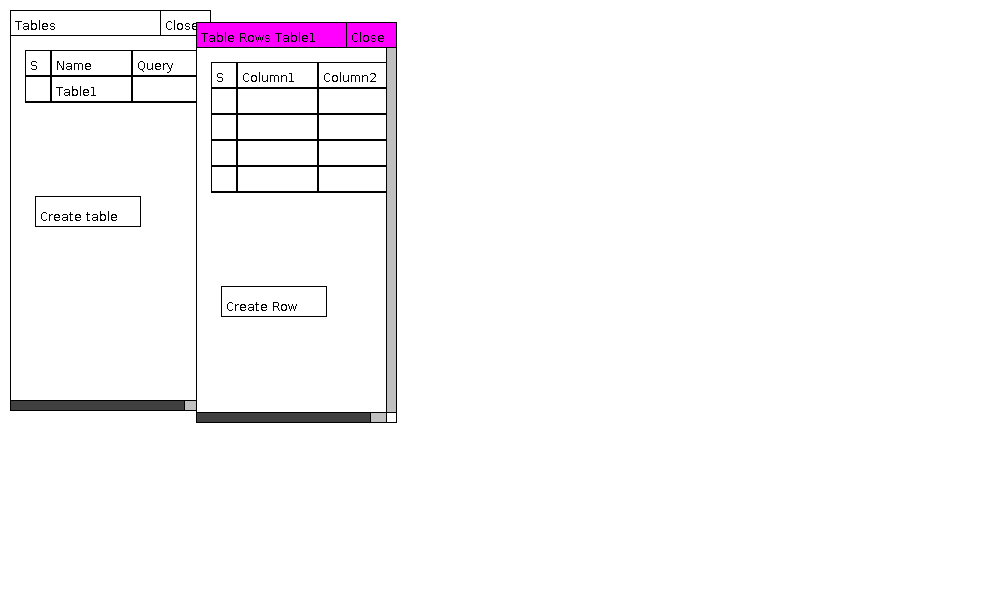 Tables Close
S Name Query
Table1
Create table
Table Rows Table1 Close
S Column1 Column2
Create Row